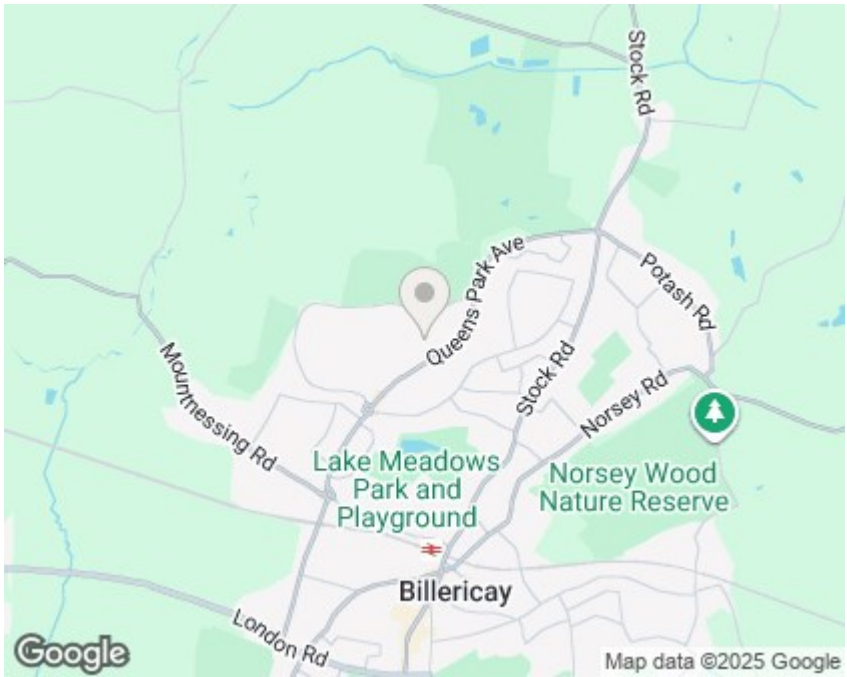 Stock Rd
Queens Park Ave
Potash Rd
Mountnessing Rd
Stock Rd
Norsey Rd
Lake Meadows
Park and
Playground
Norsey Wood
Nature Reserve
Billericay
London Rd
Google
Map data ©2025 Google